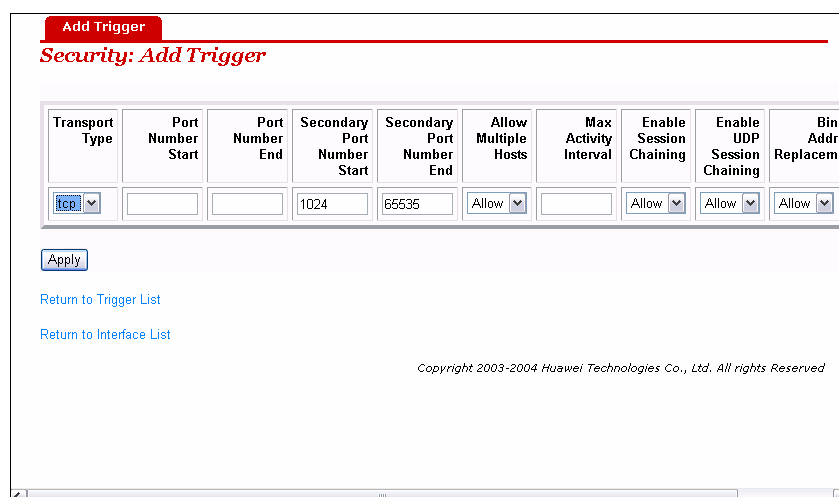 Add Trigger
Security: Add Trigger
Transport Type
Port Number Start
Port Number End
Secondary Port Number Start
Secondary Port Number End
Allow Multiple Hosts
Max Activity Interval
Enable Session Chaining
Enable UDP Session Chaining
Bin Addr Replacem
tcp
1024
65535
Allow
Allow
Allow
Allow
Apply
Return to Trigger List
Return to Interface List
Copyright 2003-2004 Huawei Technologies Co., Ltd. All rights Reserved